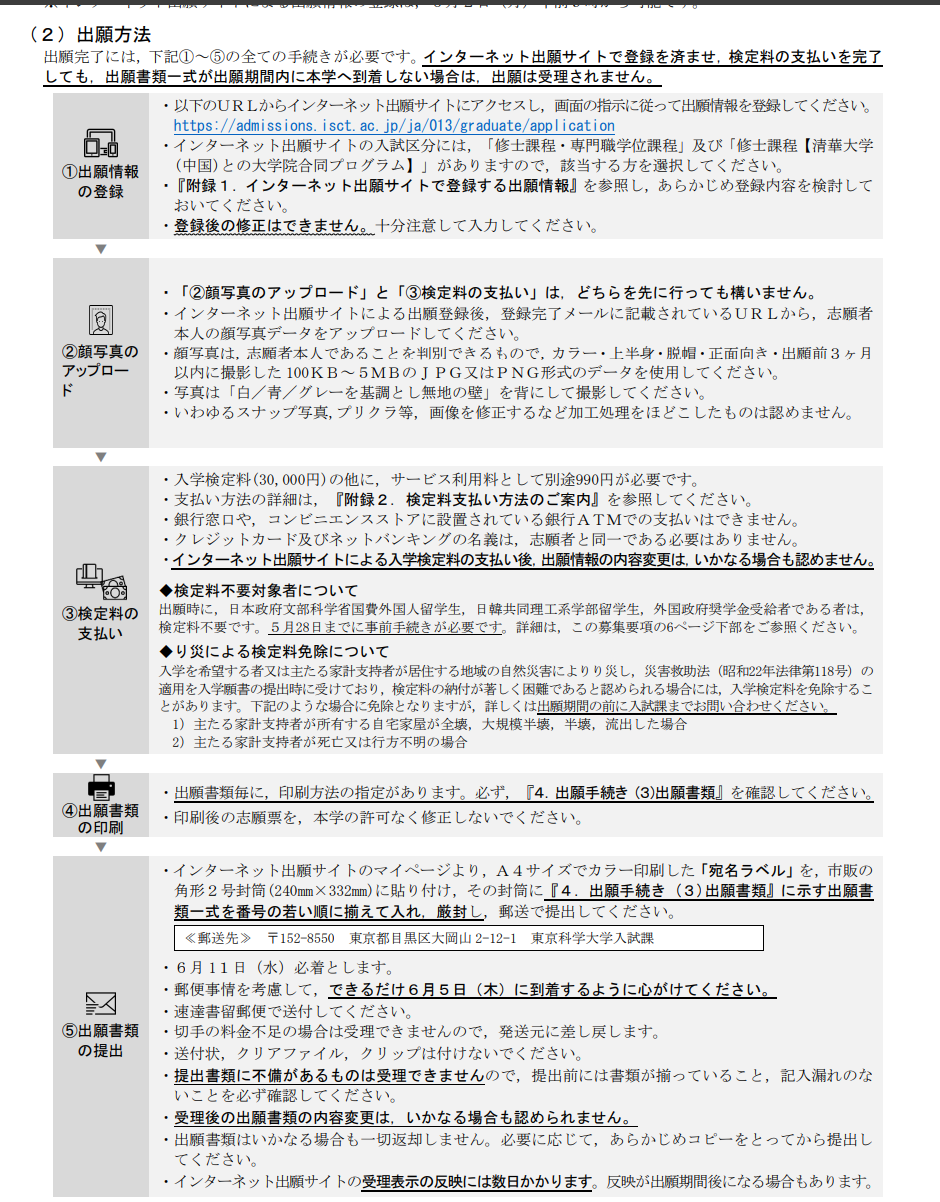 （２）出願方法
出願完了には，下記①～⑤の全ての手続きが必要です。インターネット出願サイトで登録を済ませ，検定料の支払いを完了
しても，出願書類一式が出願期間内に本学へ到着しない場合は，出願は受理されません。
①出願情報
の登録
・以下のＵＲＬからインターネット出願サイトにアクセスし，画面の指示に従って出願情報を登録してください。
https://admissions.isct.ac.jp/ja/013/graduate/application
・インターネット出願サイトの入試区分には，「修士課程・専門職学位課程」及び「修士課程【清華大学
(中国)との大学院合同プログラム】」がありますので，該当する方を選択してください。
・『附録１．インターネット出願サイトで登録する出願情報』を参照し，あらかじめ登録内容を検討して
おいてください。
・登録後の修正はできません。十分注意して入力してください。
▼
②顔写真の
アップロー
ド
・「②顔写真のアップロード」と「③検定料の支払い」は，どちらを先に行っても構いません。
・インターネット出願サイトによる出願登録後，登録完了メールに記載されているＵＲＬから，志願者
本人の顔写真データをアップロードしてください。
・顔写真は，志願者本人であることを判別できるもので，カラー・上半身・脱帽・正面向き・出願前３ヶ月
以内に撮影した 100ＫＢ～５ＭＢのＪＰＧ又はＰＮＧ形式のデータを使用してください。
・写真は「白／青／グレーを基調とし無地の壁」を背にして撮影してください。
・いわゆるスナップ写真,プリクラ等，画像を修正するなど加工処理をほどこしたものは認めません。
▼
③検定料の
支払い
・入学検定料(30,000円)の他に，サービス利用料として別途990円が必要です。
・支払い方法の詳細は，『附録２．検定料支払い方法のご案内』を参照してください。
・銀行窓口や，コンビニエンスストアに設置されている銀行ＡＴＭでの支払いはできません。
・クレジットカード及びネットバンキングの名義は，志願者と同一である必要はありません。
・インターネット出願サイトによる入学検定料の支払い後，出願情報の内容変更は，いかなる場合も認めません。
◆検定料不要対象者について
出願時に，日本政府文部科学省国費外国人留学生，日韓共同理工系学部留学生，外国政府奨学金受給者である者は，
検定料不要です。５月28日までに事前手続きが必要です。詳細は，この募集要項の6ページ下部をご参照ください。
◆り災による検定料免除について
入学を希望する者又は主たる家計支持者が居住する地域の自然災害によりり災し，災害救助法（昭和22年法律第118号）の
適用を入学願書の提出時に受けており，検定料の納付が著しく困難であると認められる場合には，入学検定料を免除するこ
とがあります。下記のような場合に免除となりますが，詳しくは出願期間の前に入試課までお問い合わせください。
1）主たる家計支持者が所有する自宅家屋が全壊，大規模半壊，半壊，流出した場合
2）主たる家計支持者が死亡又は行方不明の場合
▼
④出願書類
の印刷
・出願書類毎に，印刷方法の指定があります。必ず，『４．出願手続き (3)出願書類』を確認してください。
・印刷後の志願票を，本学の許可なく修正しないでください。
▼
⑤出願書類
の提出
・インターネット出願サイトのマイページより，Ａ４サイズでカラー印刷した「宛名ラベル」を，市販の
角形２号封筒(240㎜×332㎜)に貼り付け，その封筒に『４．出願手続き（３）出願書類』に示す出願書
類一式を番号の若い順に揃えて入れ，厳封し，郵送で提出してください。
≪郵送先≫　〒152-8550　東京都目黒区大岡山 2-12-1　東京科学大学入試課
・６月１１日（水）必着とします。
・郵便事情を考慮して，できるだけ６月５日（木）に到着するように心がけてください。
・速達書留郵便で送付してください。
・切手の料金不足の場合は受理できませんので，発送元に差し戻します。
・送付状，クリアファイル，クリップは付けないでください。
・提出書類に不備があるものは受理できませんので，提出前には書類が揃っていること，記入漏れのな
いことを必ず確認してください。
・受理後の出願書類の内容変更は，いかなる場合も認められません。
・出願書類はいかなる場合も一切返却しません。必要に応じて，あらかじめコピーをとってから提出し
てください。
・インターネット出願サイトの受理表示の反映には数日かかります。反映が出願期間後になる場合もあります。